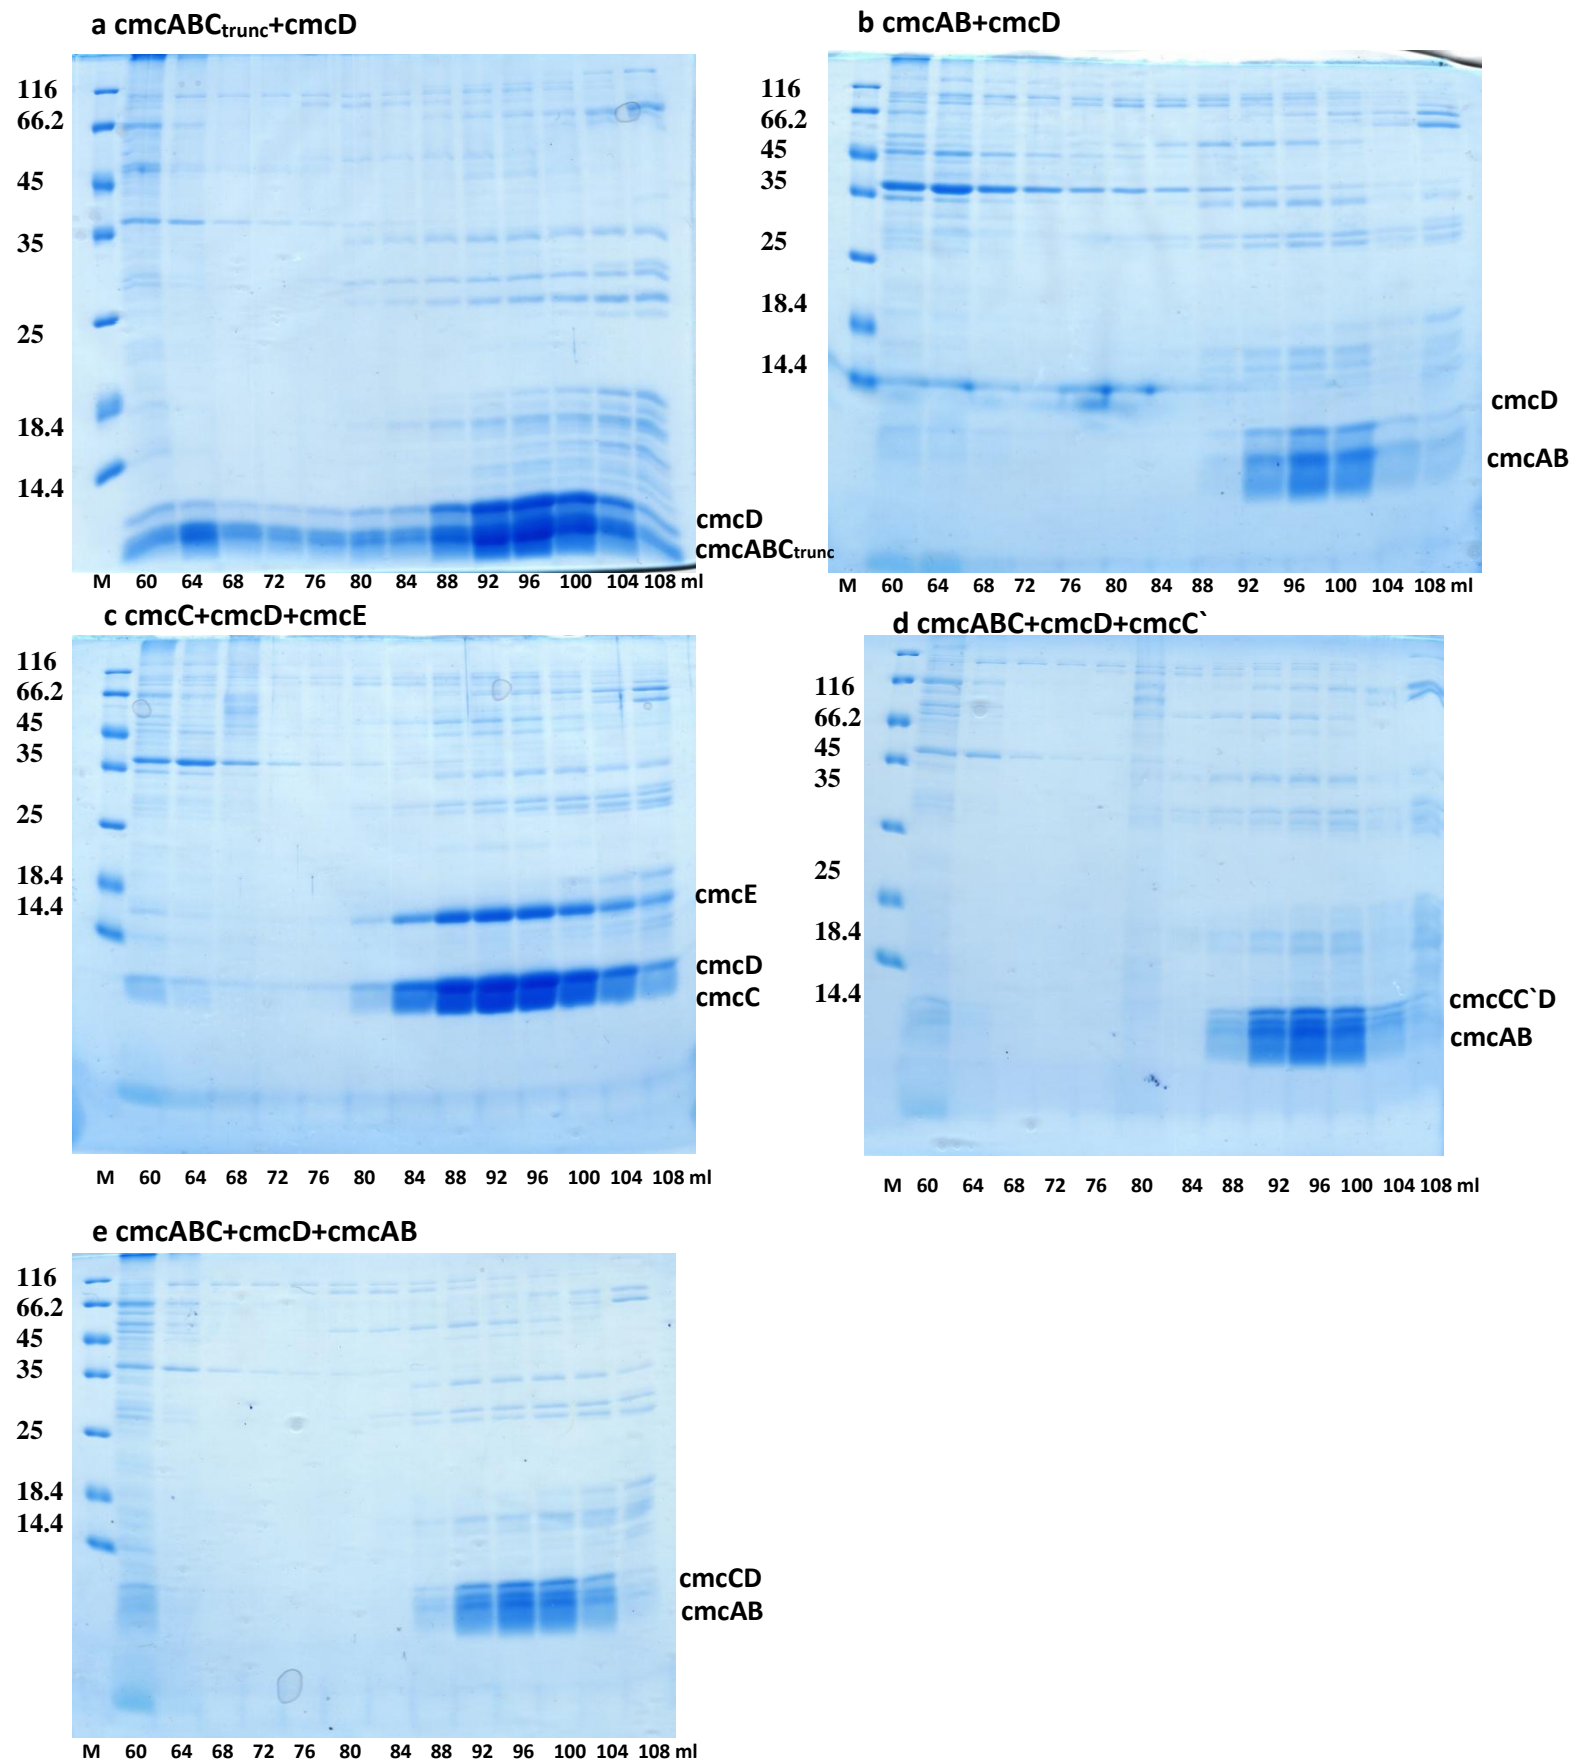 a cmcABCtrunc+cmcD
116
66.2
45
35
25
18.4
14.4
cmcD
cmcABCtrunc
M 60 64 68 72 76 80 84 88 92 96 100 104 108 ml
b cmcAB+cmcD
116
66.2
45
35
25
18.4
14.4
cmcD
cmcAB
M 60 64 68 72 76 80 84 88 92 96 100 104 108 ml
c cmcC+cmcD+cmcE
116
66.2
45
35
25
18.4
14.4
cmcE
cmcD
cmcC
M 60 64 68 72 76 80 84 88 92 96 100 104 108 ml
d cmcABC+cmcD+cmcC`
116
66.2
45
35
25
18.4
14.4
cmcCC`D
cmcAB
M 60 64 68 72 76 80 84 88 92 96 100 104 108 ml
e cmcABC+cmcD+cmcAB
116
66.2
45
35
25
18.4
14.4
cmcCD
cmcAB
M 60 64 68 72 76 80 84 88 92 96 100 104 108 ml